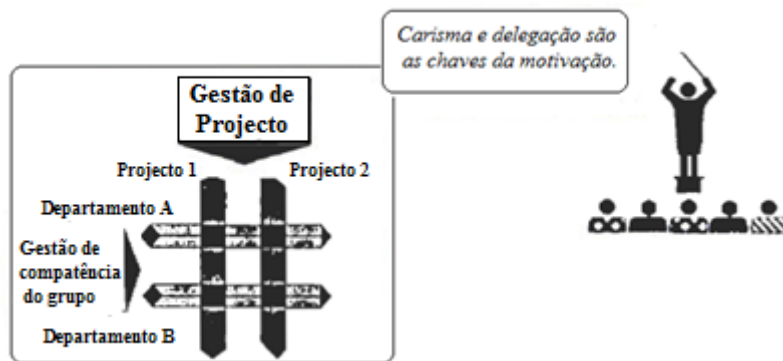 Carisma e delegação são
as chaves da motivação.
Gestão de
Projecto
Projecto 1
Projecto 2
Departamento A
Gestão de
compatência
do grupo
Departamento B